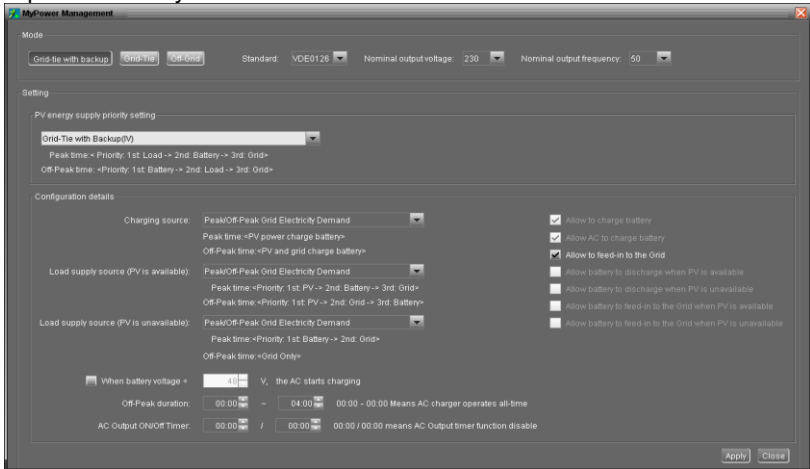 MyPower Management
Mode
Grid-tie with backup Grid-Tie Off-Grid Standard: VDE0126 Nominal output voltage: 230 Nominal output frequency: 50
Setting
PV energy supply priority setting
Grid-Tie with Backup(IV)
Peak time:< Priority: 1st: Load -> 2nd: Battery-> 3rd: Grid>
Off-Peak time: <Priority: 1st: Battery-> 2nd: Load -> 3rd: Grid>
Configuration details
Charging source: Peak/Off-Peak Grid Electricity Demand Allow to charge battery
Peak time:<PV power charge battery> Allow AC to charge battery
Off-Peak time:<PV and grid charge battery> Allow to feed-in to the Grid
Load supply source (PV is available): Peak/Off-Peak Grid Electricity Demand Allow battery to discharge when PV is available
Peak time:<Priority: 1st: PV-> 2nd: Battery-> 3rd: Grid> Allow battery to discharge when PV is unavailable
Off-Peak time:<Priority: 1st: PV-> 2nd: Grid -> 3rd: Battery> Allow battery to feed-in to the Grid when PV is available
Load supply source (PV is unavailable): Peak/Off-Peak Grid Electricity Demand Allow battery to feed-in to the Grid when PV is unavailable
Peak time:<Priority: 1st: Battery-> 2nd: Grid>
Off-Peak time:<Grid Only>
When battery voltage < 48 V, the AC starts charging
Off-Peak duration: 00:00 ~ 04:00 00:00 - 00:00 Means AC charger operates all-time
AC Output ON/Off Timer: 00:00 / 00:00 00:00 / 00:00 means AC Output timer function disable
Apply Close